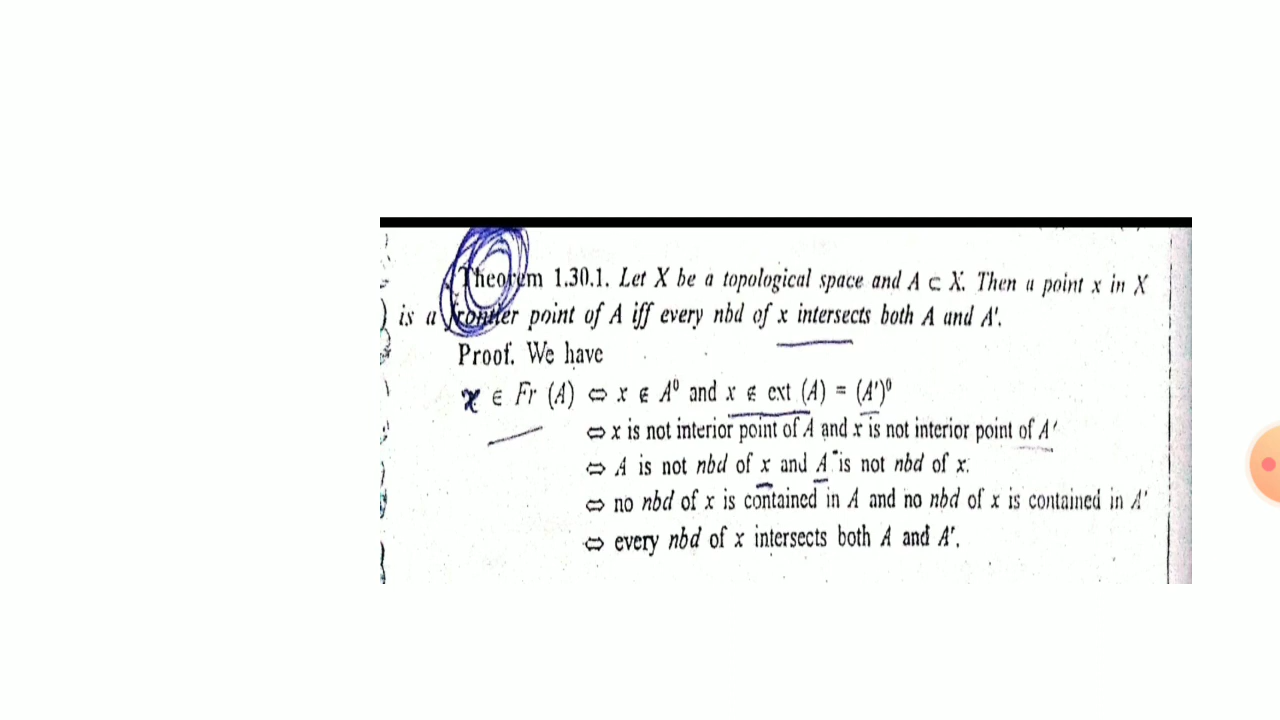 Theorem 1.30.1. Let X be a topological space and A ⊂ X. Then a point x in X
is a frontier point of A iff every nbd of x intersects both A and A'.
Proof. We have
x ∈ Fr (A) ⇔ x ∉ A⁰ and x ∉ ext (A) = (A')⁰
⇔ x is not interior point of A and x is not interior point of A'
⇔ A is not nbd of x and A' is not nbd of x.
⇔ no nbd of x is contained in A and no nbd of x is contained in A'
⇔ every nbd of x intersects both A and A'.